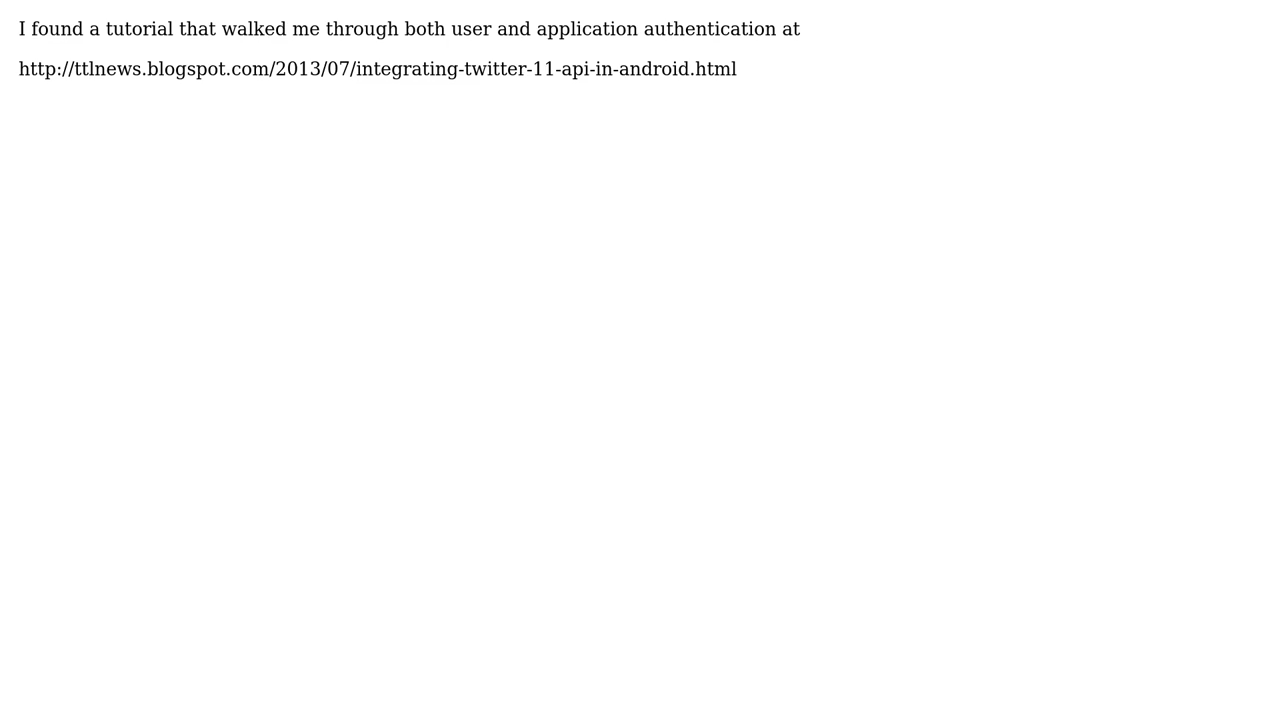 I found a tutorial that walked me through both user and application authentication at
http://ttlnews.blogspot.com/2013/07/integrating-twitter-11-api-in-android.html